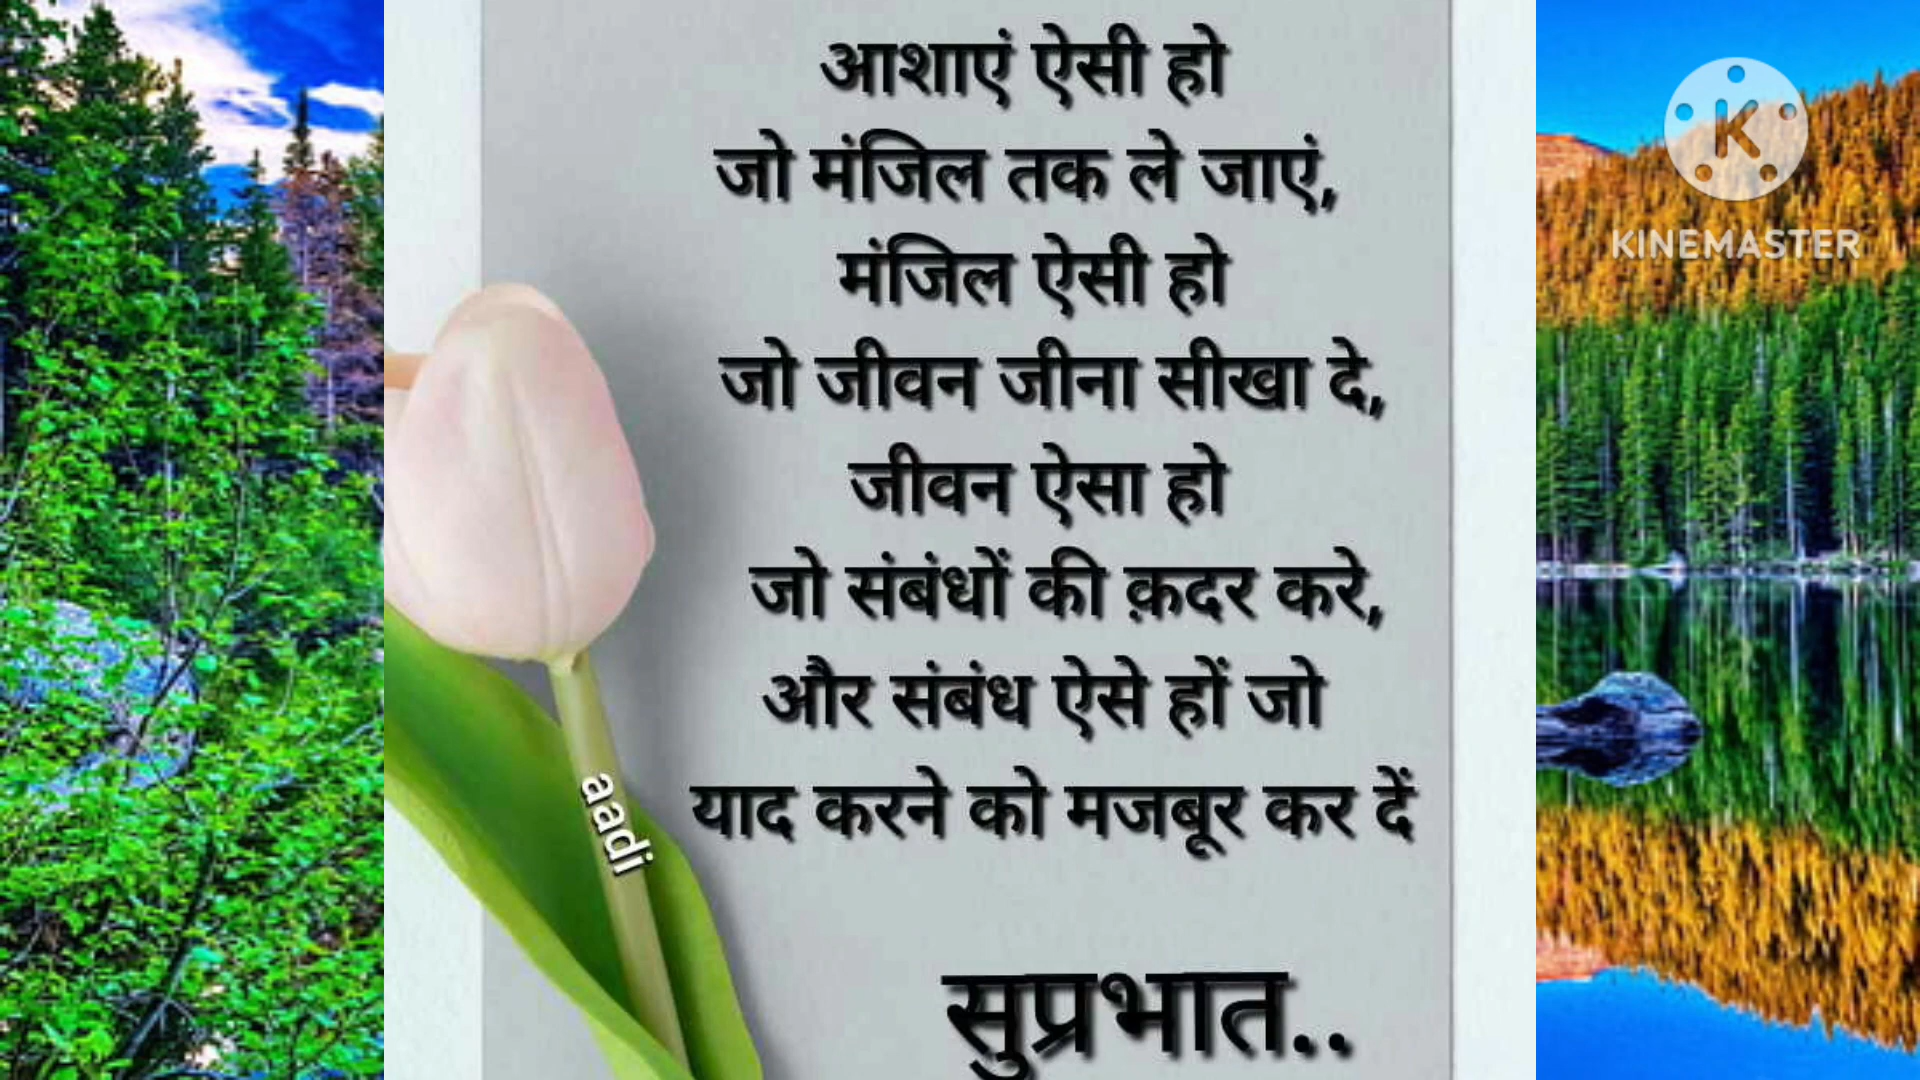 आशाएं ऐसी हो
जो मंजिल तक ले जाएं,
मंजिल ऐसी हो
जो जीवन जीना सीखा दे,
जीवन ऐसा हो
जो संबंधों की क़दर करे,
और संबंध ऐसे हों जो
याद करने को मजबूर कर दें
सुप्रभात..
aadi
K
KINEMASTER